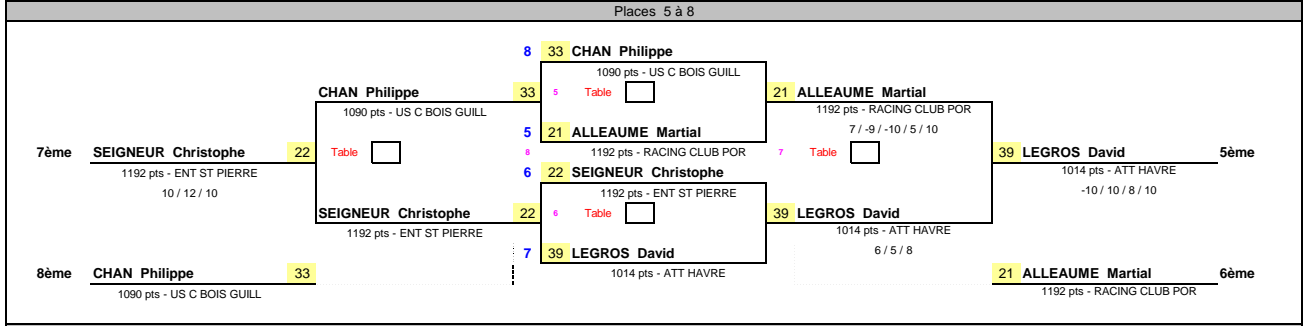 Places 5 à 8
8 33 CHAN Philippe
1090 pts - US C BOIS GUILL
CHAN Philippe 33 5 Table 21 ALLEAUME Martial
1090 pts - US C BOIS GUILL 1192 pts - RACING CLUB POR
5 21 ALLEAUME Martial 7 / -9 / -10 / 5 / 10
7ème SEIGNEUR Christophe 22 Table 8 1192 pts - RACING CLUB POR 7 Table 39 LEGROS David 5ème
1192 pts - ENT ST PIERRE 6 22 SEIGNEUR Christophe 1014 pts - ATT HAVRE
10 / 12 / 10 1192 pts - ENT ST PIERRE -10 / 10 / 8 / 10
SEIGNEUR Christophe 22 6 Table 39 LEGROS David
1192 pts - ENT ST PIERRE 1014 pts - ATT HAVRE
7 39 LEGROS David 6 / 5 / 8
8ème CHAN Philippe 33 1014 pts - ATT HAVRE 21 ALLEAUME Martial 6ème
1090 pts - US C BOIS GUILL 1192 pts - RACING CLUB POR